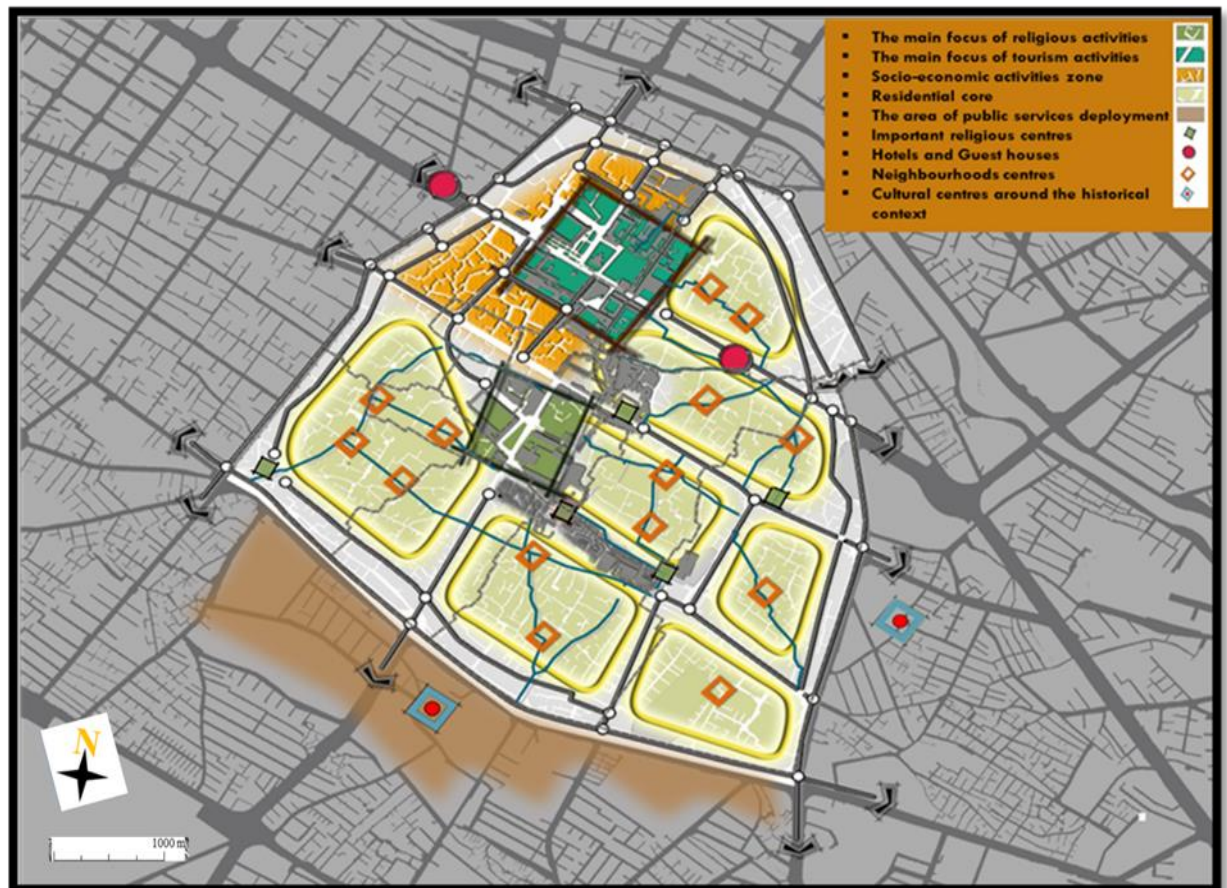 The main focus of religious activities
The main focus of tourism activities
Socio-economic activities zone
Residential core
The area of public services deployment
Important religious centres
Hotels and Guest houses
Neighbourhoods centres
Cultural centres around the historical
context
N
1000 m